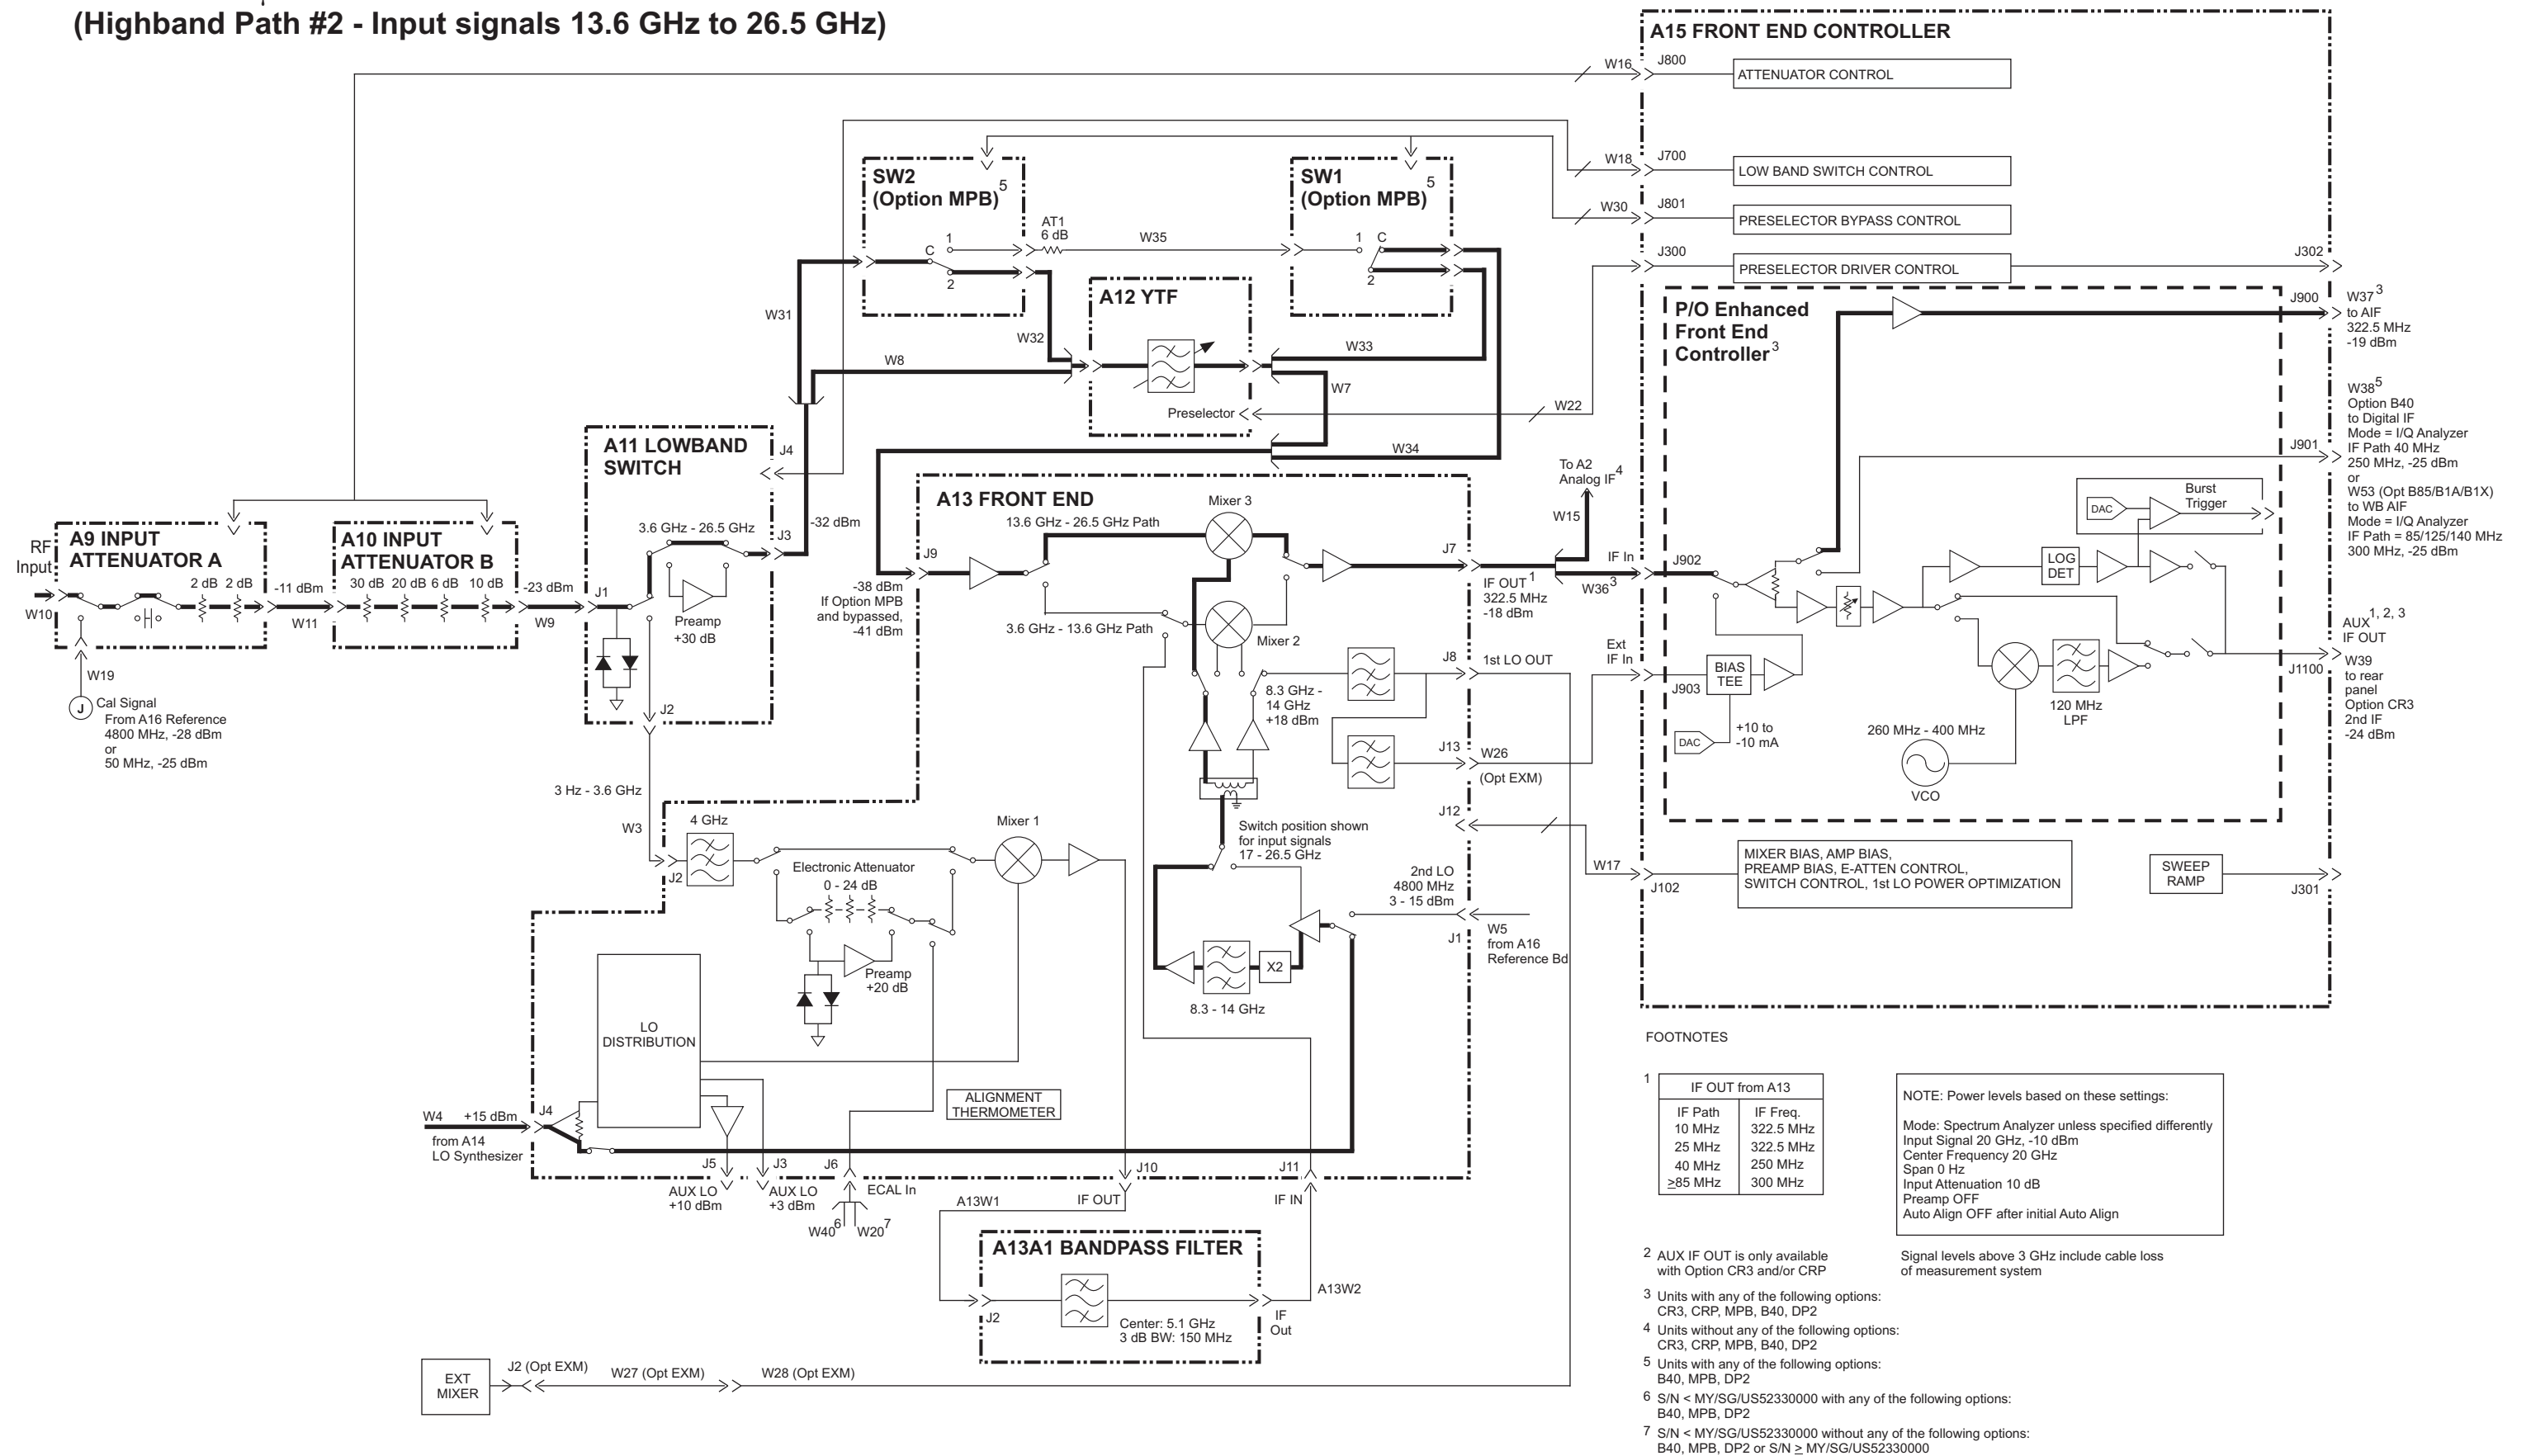 (Highband Path #2 - Input signals 13.6 GHz to 26.5 GHz)
A15 FRONT END CONTROLLER
W16
J800
ATTENUATOR CONTROL
W18
J700
LOW BAND SWITCH CONTROL
W30
J801
PRESELECTOR BYPASS CONTROL
J300
PRESELECTOR DRIVER CONTROL
J302
SW2
(Option MPB) 5
C
1
2
AT1
6 dB
W35
SW1
(Option MPB) 5
1
C
2
W31
W32
W8
A12 YTF
Preselector
W33
W7
W22
W34
P/O Enhanced
Front End
Controller 3
J900
W37 3
to AIF
322.5 MHz
-19 dBm
J901
W38 5
Option B40
to Digital IF
Mode = I/Q Analyzer
IF Path 40 MHz
250 MHz, -25 dBm
or
W53 (Opt B85/B1A/B1X)
to WB AIF
Mode = I/Q Analyzer
IF Path = 85/125/140 MHz
300 MHz, -25 dBm
A9 INPUT
ATTENUATOR A
RF
Input
W10
2 dB 2 dB
-11 dBm
W11
W19
J
Cal Signal
From A16 Reference
4800 MHz, -28 dBm
or
50 MHz, -25 dBm
A10 INPUT
ATTENUATOR B
30 dB 20 dB 6 dB 10 dB
-23 dBm
W9
A11 LOWBAND
SWITCH
J4
3.6 GHz - 26.5 GHz
J3
-32 dBm
J1
Preamp
+30 dB
J2
3 Hz - 3.6 GHz
W3
A13 FRONT END
J9
-38 dBm
If Option MPB
and bypassed,
-41 dBm
13.6 GHz - 26.5 GHz Path
Mixer 3
3.6 GHz - 13.6 GHz Path
Mixer 2
J7
IF OUT 1
322.5 MHz
-18 dBm
To A2
Analog IF 4
W15
IF In
W36 3
J902
J8
1st LO OUT
8.3 GHz -
14 GHz
+18 dBm
J13
W26
(Opt EXM)
J12
Ext
IF In
J903
BIAS
TEE
DAC
+10 to
-10 mA
DAC
Burst
Trigger
LOG
DET
260 MHz - 400 MHz
VCO
120 MHz
LPF
AUX 1, 2, 3
IF OUT
J1100
W39
to rear
panel
Option CR3
2nd IF
-24 dBm
Switch position shown
for input signals
17 - 26.5 GHz
2nd LO
4800 MHz
3 - 15 dBm
J1
W5
from A16
Reference Bd
X2
8.3 - 14 GHz
W17
J102
MIXER BIAS, AMP BIAS,
PREAMP BIAS, E-ATTEN CONTROL,
SWITCH CONTROL, 1st LO POWER OPTIMIZATION
SWEEP
RAMP
J301
J2
4 GHz
Electronic Attenuator
0 - 24 dB
Preamp
+20 dB
Mixer 1
LO
DISTRIBUTION
ALIGNMENT
THERMOMETER
W4
+15 dBm
J4
from A14
LO Synthesizer
J5
AUX LO
+10 dBm
J3
AUX LO
+3 dBm
J6
ECAL In
W40 6
W20 7
J10
IF OUT
A13W1
J11
IF IN
A13A1 BANDPASS FILTER
J2
Center: 5.1 GHz
3 dB BW: 150 MHz
IF
Out
A13W2
EXT
MIXER
J2 (Opt EXM)
W27 (Opt EXM)
W28 (Opt EXM)
FOOTNOTES
1
IF OUT from A13
IF Path IF Freq.
10 MHz 322.5 MHz
25 MHz 322.5 MHz
40 MHz 250 MHz
≥85 MHz 300 MHz
NOTE: Power levels based on these settings:
Mode: Spectrum Analyzer unless specified differently
Input Signal 20 GHz, -10 dBm
Center Frequency 20 GHz
Span 0 Hz
Input Attenuation 10 dB
Preamp OFF
Auto Align OFF after initial Auto Align
Signal levels above 3 GHz include cable loss
of measurement system
2 AUX IF OUT is only available
with Option CR3 and/or CRP
3 Units with any of the following options:
CR3, CRP, MPB, B40, DP2
4 Units without any of the following options:
CR3, CRP, MPB, B40, DP2
5 Units with any of the following options:
B40, MPB, DP2
6 S/N < MY/SG/US52330000 with any of the following options:
B40, MPB, DP2
7 S/N < MY/SG/US52330000 without any of the following options:
B40, MPB, DP2 or S/N ≥ MY/SG/US52330000